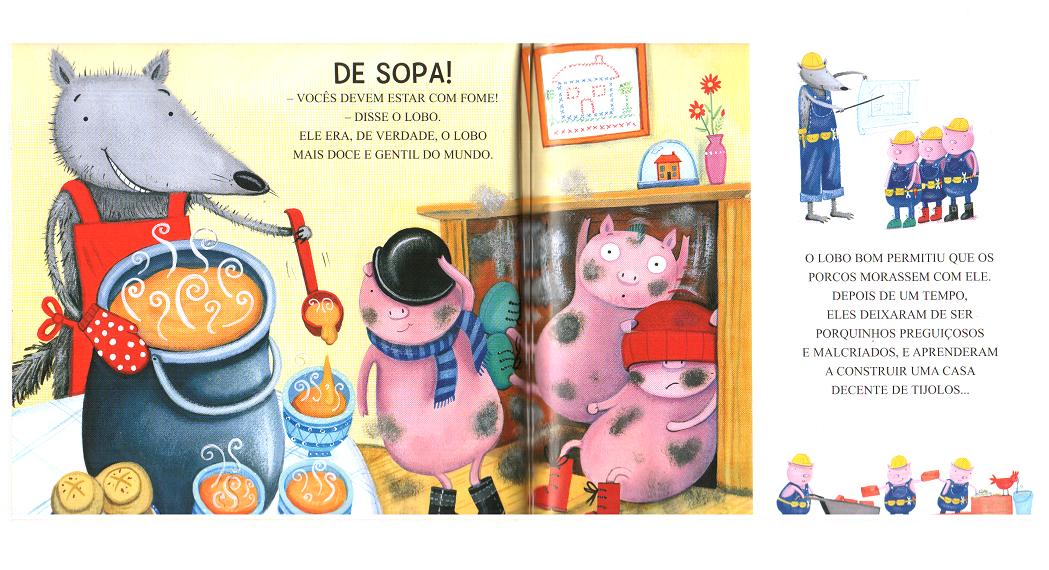 DE SOPA!
– VOCÊS DEVEM ESTAR COM FOME!
– DISSE O LOBO.
ELE ERA, DE VERDADE, O LOBO
MAIS DOCE E GENTIL DO MUNDO.
O LOBO BOM PERMITIU QUE OS
PORCOS MORASSEM COM ELE.
DEPOIS DE UM TEMPO,
ELES DEIXARAM DE SER
PORQUINHOS PREGUIÇOSOS
E MALCRIADOS, E APRENDERAM
A CONSTRUIR UMA CASA
DECENTE DE TIJOLOS...